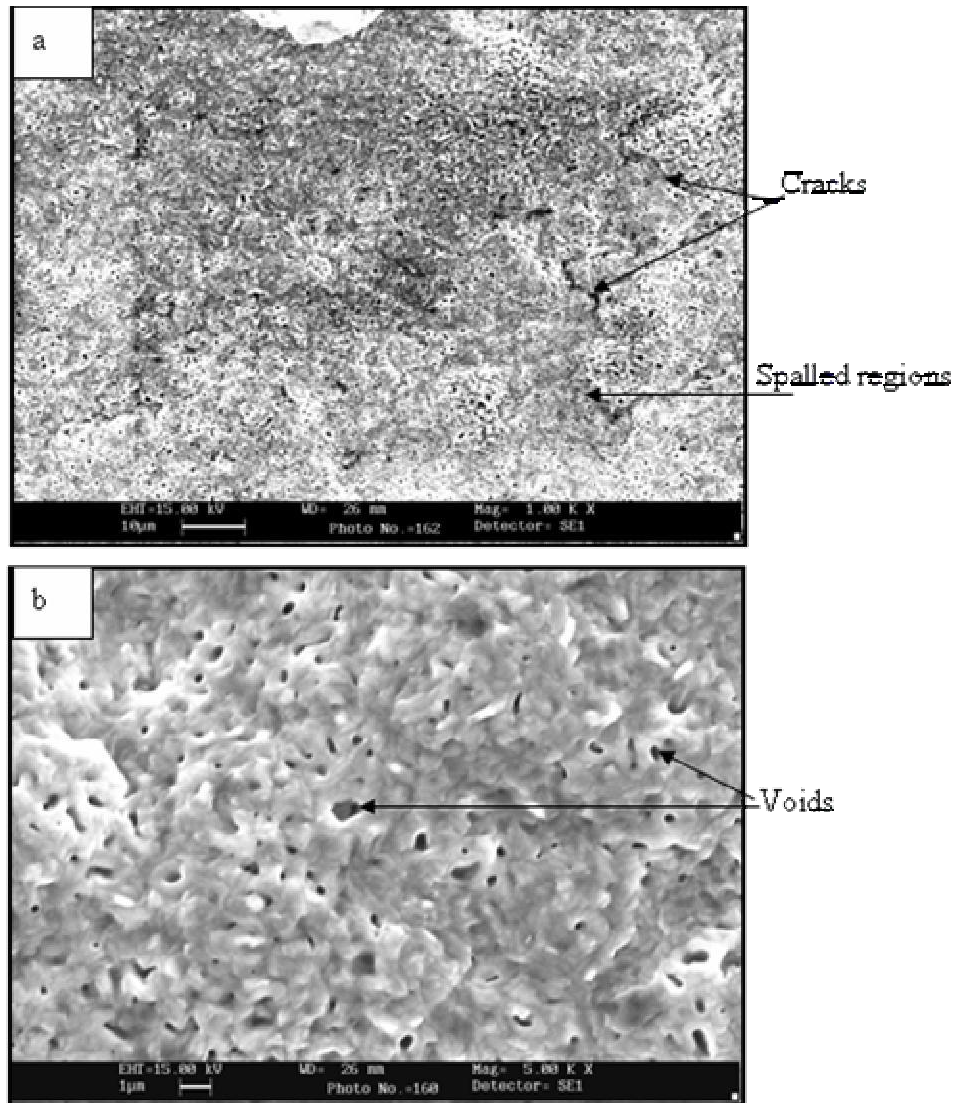 a
Cracks
Spalled regions
EHT=15.00 kV WD= 26 mm Mag= 1.00 K X
10µm Photo No.=162 Detector= SE1
b
Voids
EHT=15.00 kV WD= 26 mm Mag= 5.00 K X
1µm Photo No.=160 Detector= SE1